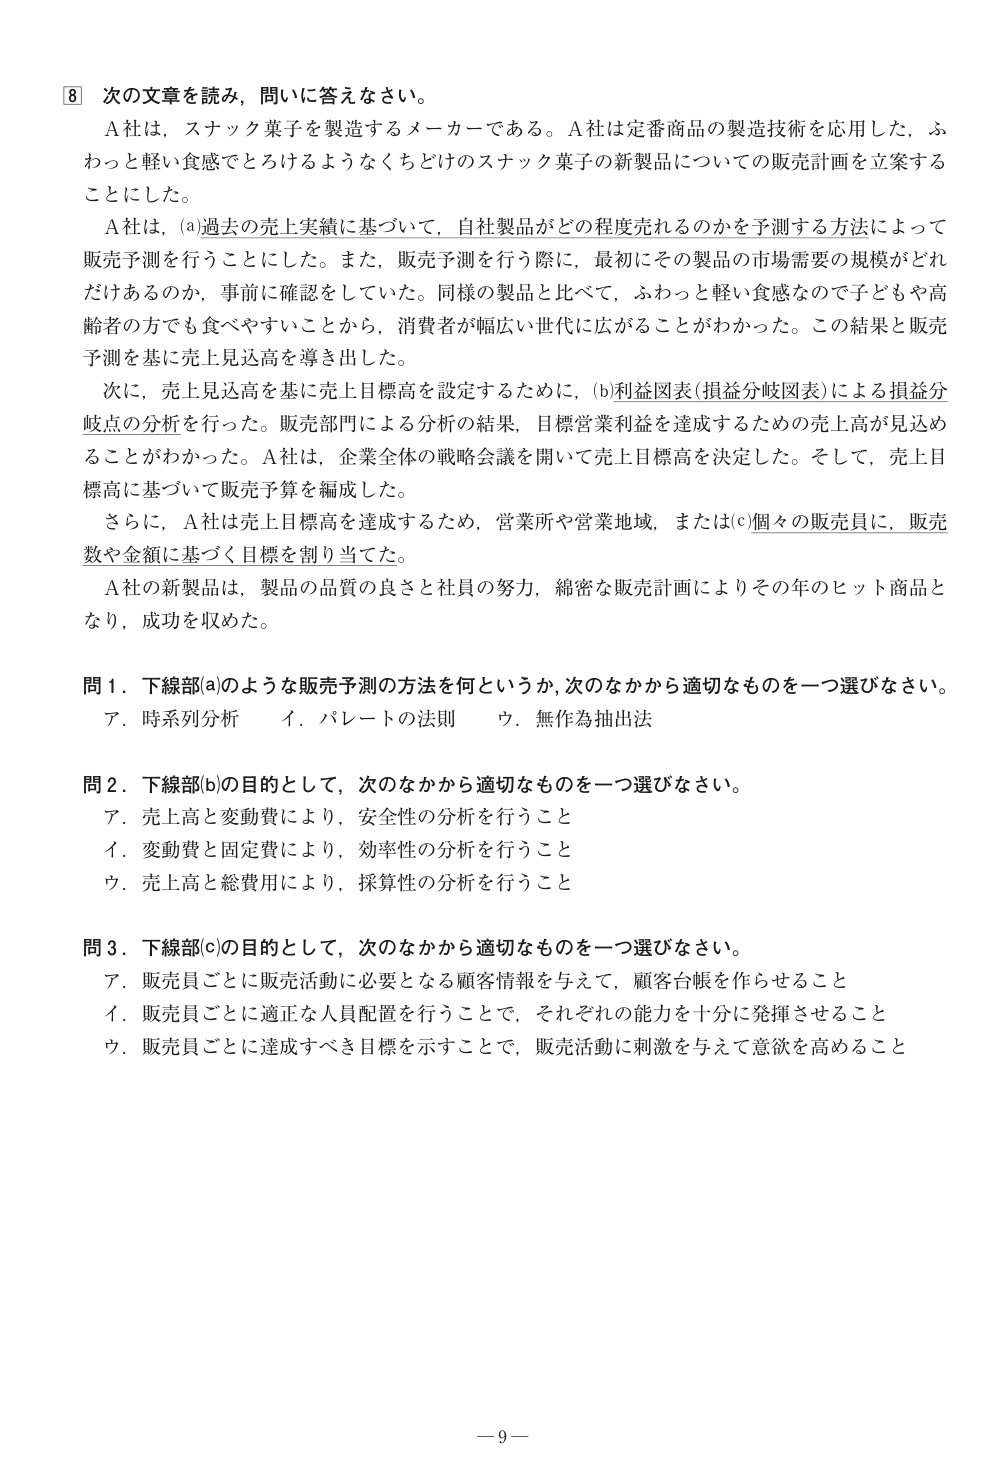 8 次の文章を読み，問いに答えなさい。
A社は，スナック菓子を製造するメーカーである。A社は定番商品の製造技術を応用した，ふ
わっと軽い食感でとろけるようなくちどけのスナック菓子の新製品についての販売計画を立案する
ことにした。
A社は，(a)過去の売上実績に基づいて，自社製品がどの程度売れるのかを予測する方法によって
販売予測を行うことにした。また，販売予測を行う際に，最初にその製品の市場需要の規模がどれ
だけあるのか，事前に確認をしていた。同様の製品と比べて，ふわっと軽い食感なので子どもや高
齢者の方でも食べやすいことから，消費者が幅広い世代に広がることがわかった。この結果と販売
予測を基に売上見込高を導き出した。
次に，売上見込高を基に売上目標高を設定するために，(b)利益図表(損益分岐図表)による損益分
岐点の分析を行った。販売部門による分析の結果，目標営業利益を達成するための売上高が見込め
ることがわかった。A社は，企業全体の戦略会議を開いて売上目標高を決定した。そして，売上目
標高に基づいて販売予算を編成した。
さらに，A社は売上目標高を達成するため，営業所や営業地域，または(c)個々の販売員に，販売
数や金額に基づく目標を割り当てた。
A社の新製品は，製品の品質の良さと社員の努力，綿密な販売計画によりその年のヒット商品と
なり，成功を収めた。
問1．下線部(a)のような販売予測の方法を何というか，次のなかから適切なものを一つ選びなさい。
ア．時系列分析　　イ．パレートの法則　　ウ．無作為抽出法
問2．下線部(b)の目的として，次のなかから適切なものを一つ選びなさい。
ア．売上高と変動費により，安全性の分析を行うこと
イ．変動費と固定費により，効率性の分析を行うこと
ウ．売上高と総費用により，採算性の分析を行うこと
問3．下線部(c)の目的として，次のなかから適切なものを一つ選びなさい。
ア．販売員ごとに販売活動に必要となる顧客情報を与えて，顧客台帳を作らせること
イ．販売員ごとに適正な人員配置を行うことで，それぞれの能力を十分に発揮させること
ウ．販売員ごとに達成すべき目標を示すことで，販売活動に刺激を与えて意欲を高めること
― 9 ―